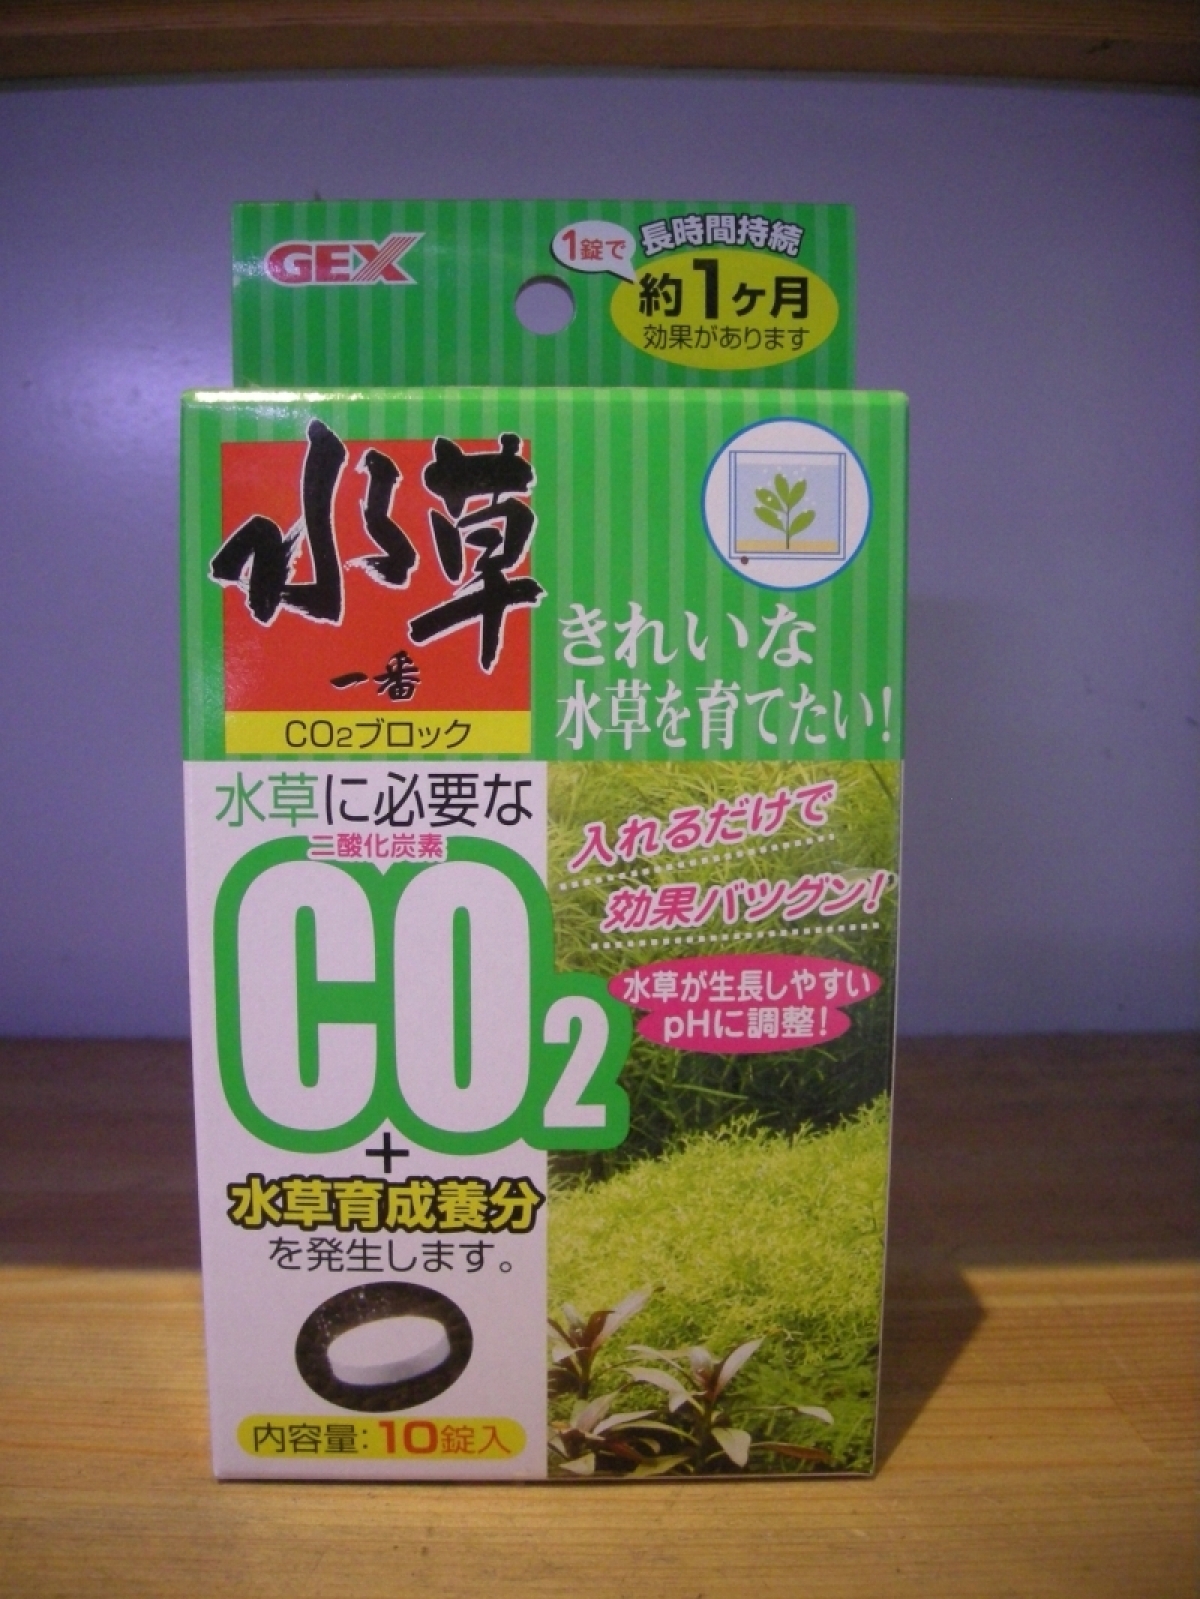 GEX
1錠で
長時間持続
約1ヶ月
効果があります
水草
一番
CO2ブロック
きれいな
水草を育てたい!
水草に必要な
二酸化炭素
CO2
+
水草育成養分
を発生します。
内容量:10錠入
入れるだけで
効果バツグン!
水草が生長しやすい
pHに調整!